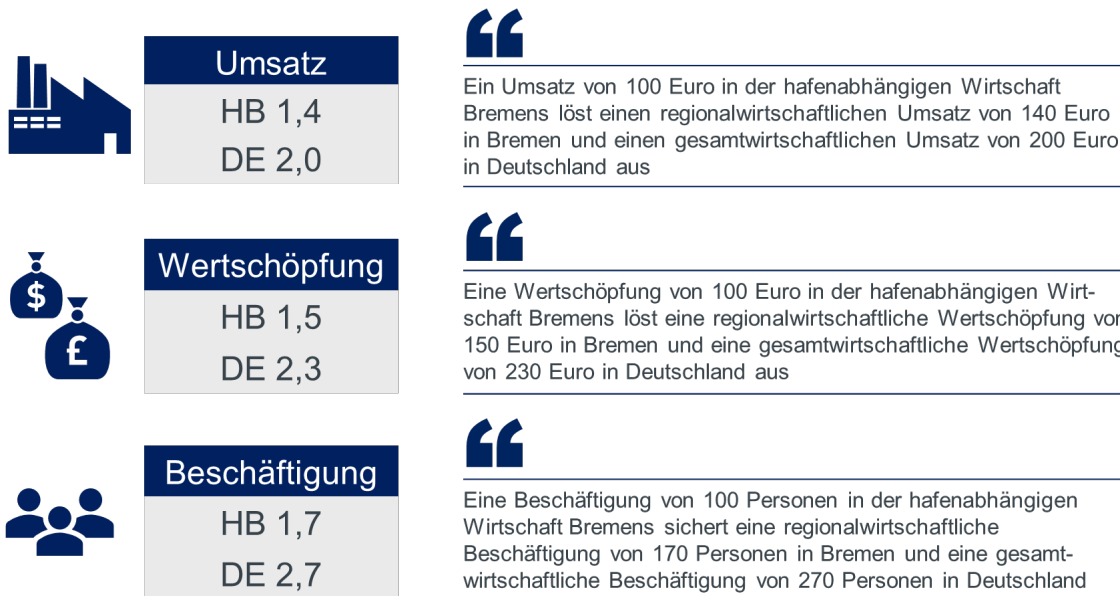 “
Umsatz
HB 1,4
DE 2,0
Ein Umsatz von 100 Euro in der hafenabhängigen Wirtschaft
Bremens löst einen regionalwirtschaftlichen Umsatz von 140 Euro
in Bremen und einen gesamtwirtschaftlichen Umsatz von 200 Euro
in Deutschland aus
$
£
“
Wertschöpfung
HB 1,5
DE 2,3
Eine Wertschöpfung von 100 Euro in der hafenabhängigen Wirt-
schaft Bremens löst eine regionalwirtschaftliche Wertschöpfung von
150 Euro in Bremen und eine gesamtwirtschaftliche Wertschöpfung
von 230 Euro in Deutschland aus
“
Beschäftigung
HB 1,7
DE 2,7
Eine Beschäftigung von 100 Personen in der hafenabhängigen
Wirtschaft Bremens sichert eine regionalwirtschaftliche
Beschäftigung von 170 Personen in Bremen und eine gesamt-
wirtschaftliche Beschäftigung von 270 Personen in Deutschland